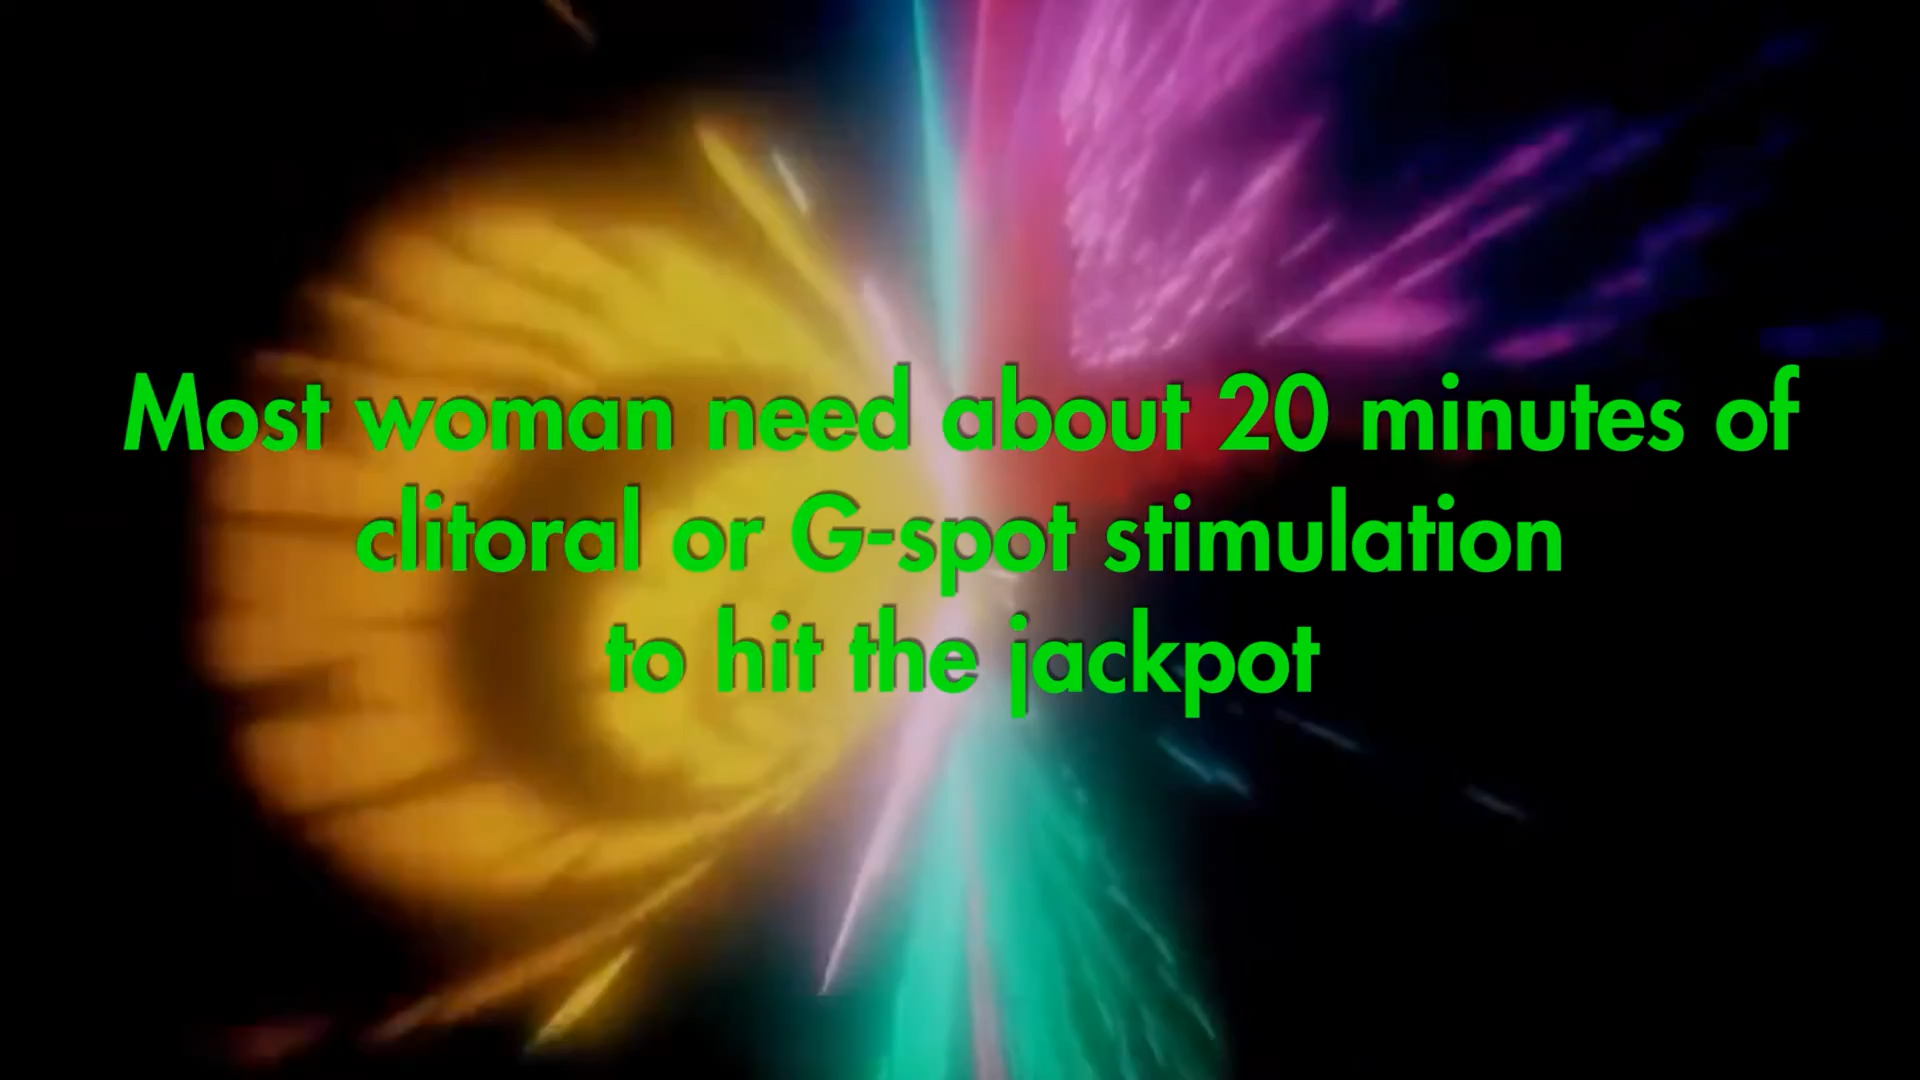 Most woman need about 20 minutes of
clitoral or G-spot stimulation
to hit the jackpot